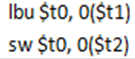 lbu $t0, 0($t1)
sw $t0, 0($t2)